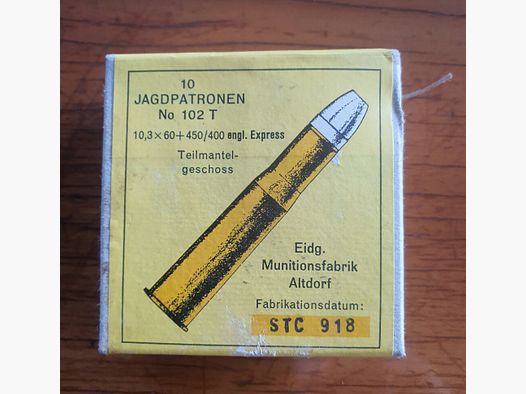 10
JAGDPATRONEN
No 102 T
10,3×60+450/400 engl. Express
Teilmantel-
geschoss
Eidg.
Munitionsfabrik
Altdorf
Fabrikationsdatum:
STC 918